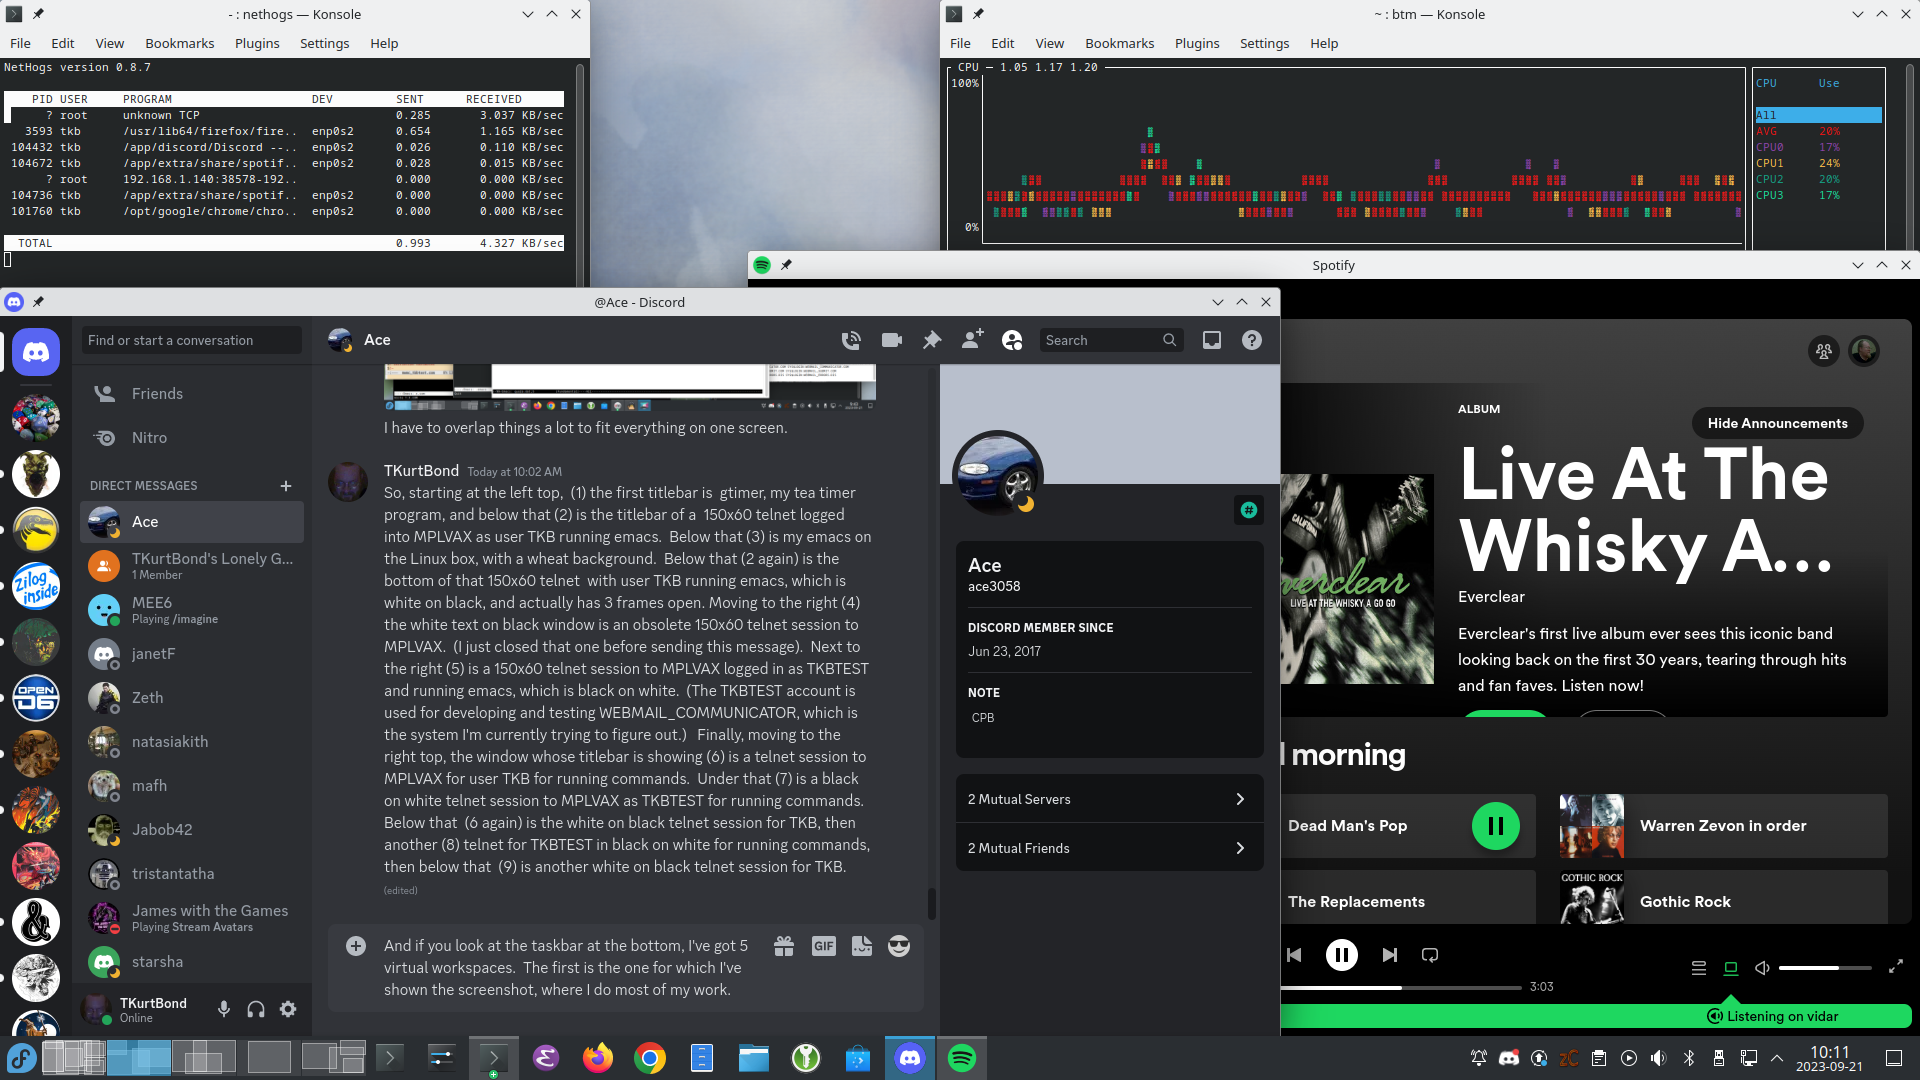 - : nethogs — Konsole
File Edit View Bookmarks Plugins Settings Help
NetHogs version 0.8.7
PID USER PROGRAM DEV SENT RECEIVED
? root unknown TCP 0.285 3.037 KB/sec
3593 tkb /usr/lib64/firefox/fire.. enp0s2 0.654 1.165 KB/sec
104432 tkb /app/discord/Discord --.. enp0s2 0.026 0.110 KB/sec
104672 tkb /app/extra/share/spotif.. enp0s2 0.028 0.015 KB/sec
? root 192.168.1.140:38578-192.. 0.000 0.000 KB/sec
104736 tkb /app/extra/share/spotif.. enp0s2 0.000 0.000 KB/sec
101760 tkb /opt/google/chrome/chro.. enp0s2 0.000 0.000 KB/sec
TOTAL 0.993 4.327 KB/sec
~ : btm — Konsole
File Edit View Bookmarks Plugins Settings Help
CPU — 1.05 1.17 1.20
100%
0%
CPU Use
All
AVG 20%
CPU0 17%
CPU1 24%
CPU2 20%
CPU3 17%
Spotify
@Ace - Discord
Find or start a conversation
Friends
Nitro
DIRECT MESSAGES
Ace
TKurtBond's Lonely G...
1 Member
MEE6
Playing /imagine
janetF
Zeth
natasiakith
mafh
Jabob42
tristantatha
James with the Games
Playing Stream Avatars
starsha
TKurtBond
Online
Zilog inside
OPEN D6
&
Ace
Search
I have to overlap things a lot to fit everything on one screen.
TKurtBond Today at 10:02 AM
So, starting at the left top, (1) the first titlebar is gtimer, my tea timer
program, and below that (2) is the titlebar of a 150x60 telnet logged
into MPLVAX as user TKB running emacs. Below that (3) is my emacs on
the Linux box, with a wheat background. Below that (2 again) is the
bottom of that 150x60 telnet with user TKB running emacs, which is
white on black, and actually has 3 frames open. Moving to the right (4)
the white text on black window is an obsolete 150x60 telnet session to
MPLVAX. (I just closed that one before sending this message). Next to
the right (5) is a 150x60 telnet session to MPLVAX logged in as TKBTEST
and running emacs, which is black on white. (The TKBTEST account is
used for developing and testing WEBMAIL_COMMUNICATOR, which is
the system I'm currently trying to figure out.) Finally, moving to the
right top, the window whose titlebar is showing (6) is a telnet session to
MPLVAX for user TKB for running commands. Under that (7) is a black
on white telnet session to MPLVAX as TKBTEST for running commands.
Below that (6 again) is the white on black telnet session for TKB, then
another (8) telnet for TKBTEST in black on white for running commands,
then below that (9) is another white on black telnet session for TKB.
(edited)
And if you look at the taskbar at the bottom, I've got 5
virtual workspaces. The first is the one for which I've
shown the screenshot, where I do most of my work.
GIF
Ace
ace3058
DISCORD MEMBER SINCE
Jun 23, 2017
NOTE
CPB
2 Mutual Servers
2 Mutual Friends
ALBUM
Hide Announcements
Live At The
Whisky A...
Everclear
Everclear's first live album ever sees this iconic band
looking back on the first 30 years, tearing through hits
and fan faves. Listen now!
CALIFORNIA
everclear
LIVE AT THE WHISKY A GO GO
morning
Dead Man's Pop
Warren Zevon in order
The Replacements
GOTHIC ROCK
Gothic Rock
3:03
Listening on vidar
zC
10:11
2023-09-21